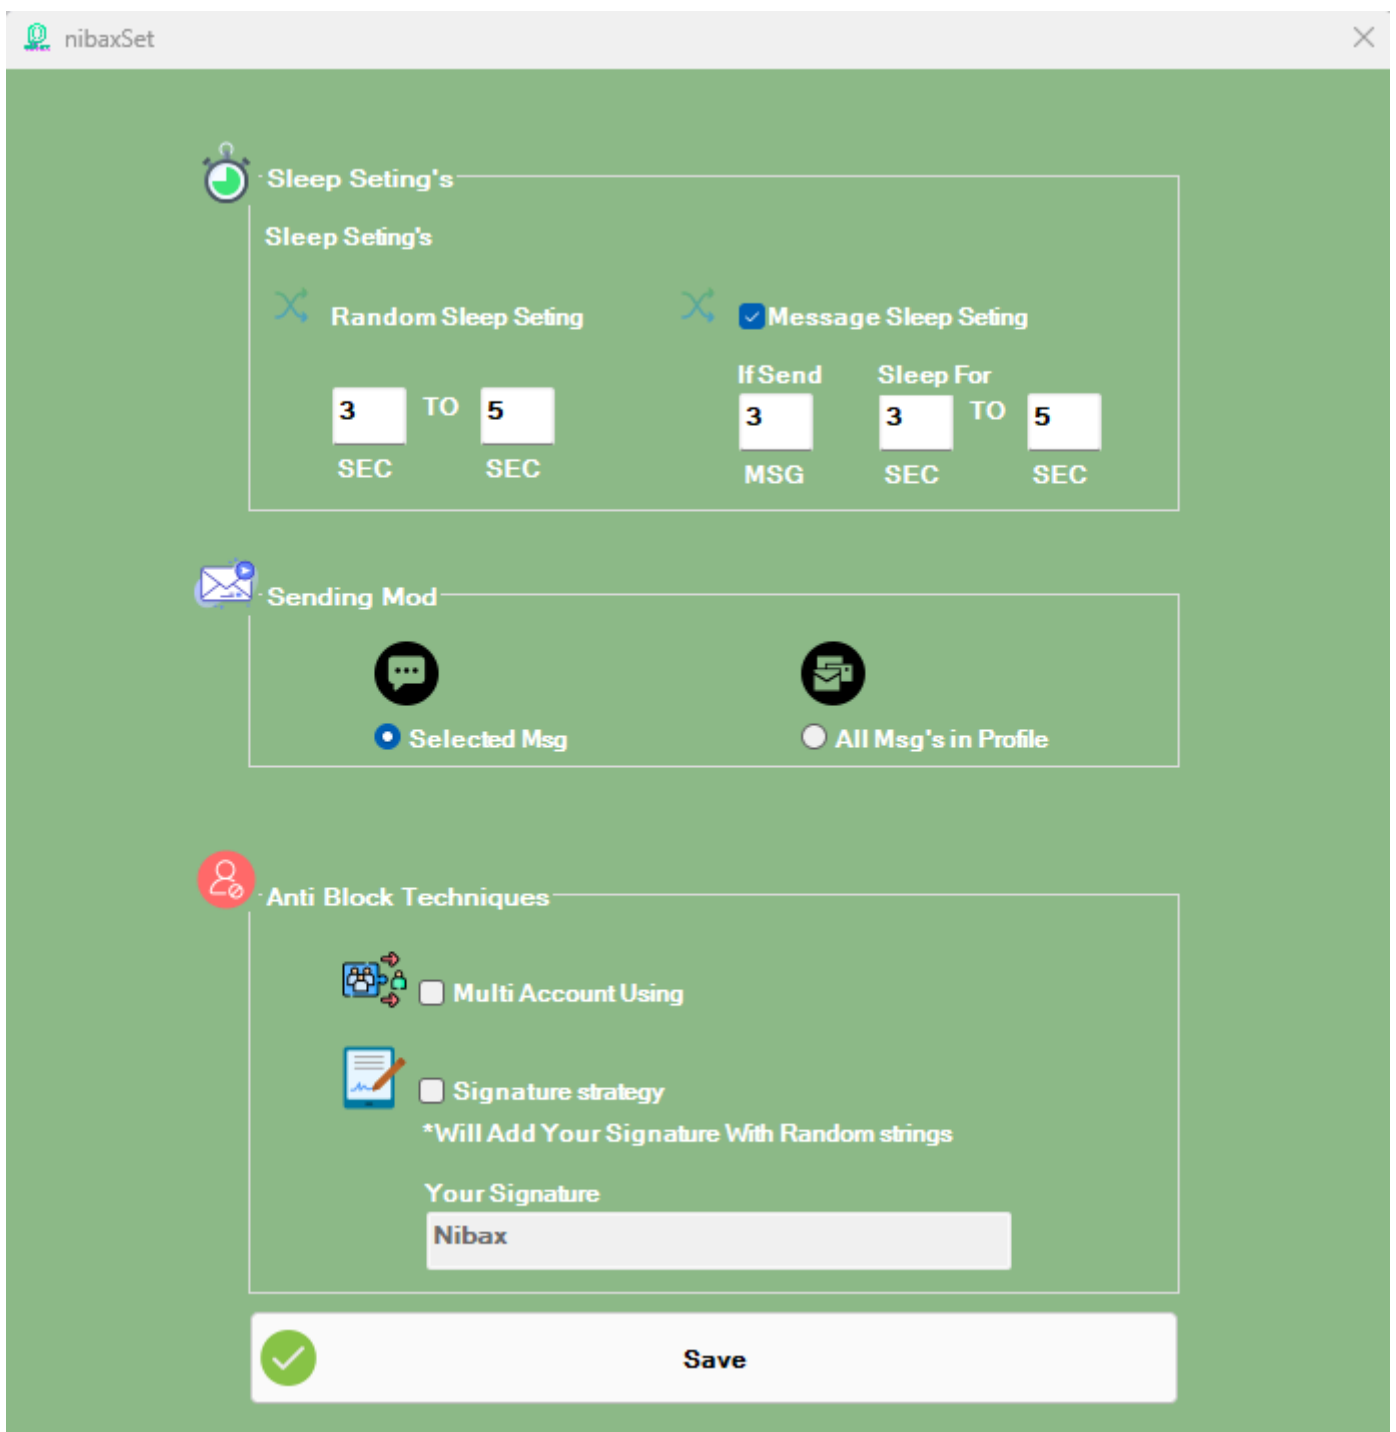 nibaxSet
Sleep Seting's
Sleep Seting's
Random Sleep Seting
Message Sleep Seting
If Send
Sleep For
3 TO 5
3
3 TO 5
SEC
SEC
MSG
SEC
SEC
Sending Mod
Selected Msg
All Msg's in Profile
Anti Block Techniques
Multi Account Using
Signature strategy
*Will Add Your Signature With Random strings
Your Signature
Nibax
Save